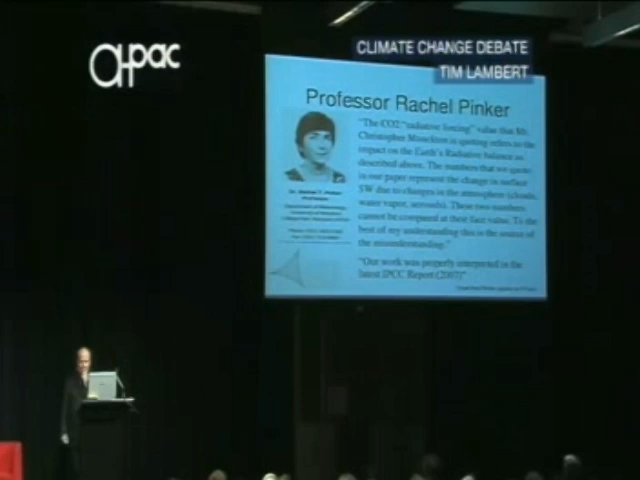 a+pac
CLIMATE CHANGE DEBATE
TIM LAMBERT
Professor Rachel Pinker
"The CO2 "radiative forcing" value that Mr.
Christopher Monckton is quoting refers to the
impact on the Earth's Radiative balance as
described above. The numbers that we quote
in our paper represent the change in surface
SW due to changes in the atmosphere (clouds,
water vapor, aerosols). These two numbers
cannot be compared at their face value. To the
best of my understanding this is the source of
the misunderstanding."
"Our work was properly interpreted in the
latest IPCC Report (2007)"
Professor